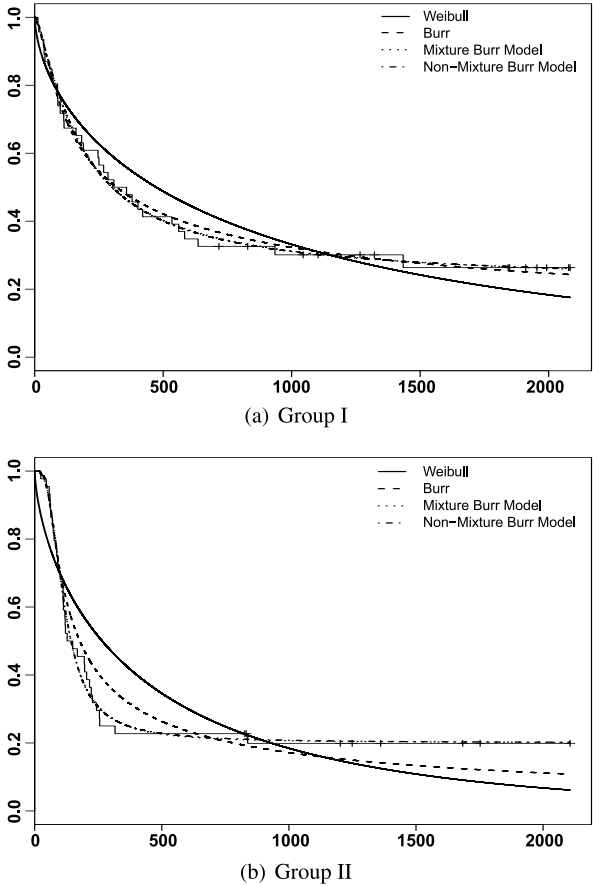 Weibull
Burr
Mixture Burr Model
Non−Mixture Burr Model
1.0
0.8
0.6
0.4
0.2
0.0
0 500 1000 1500 2000
(a) Group I
Weibull
Burr
Mixture Burr Model
Non−Mixture Burr Model
1.0
0.8
0.6
0.4
0.2
0.0
0 500 1000 1500 2000
(b) Group II